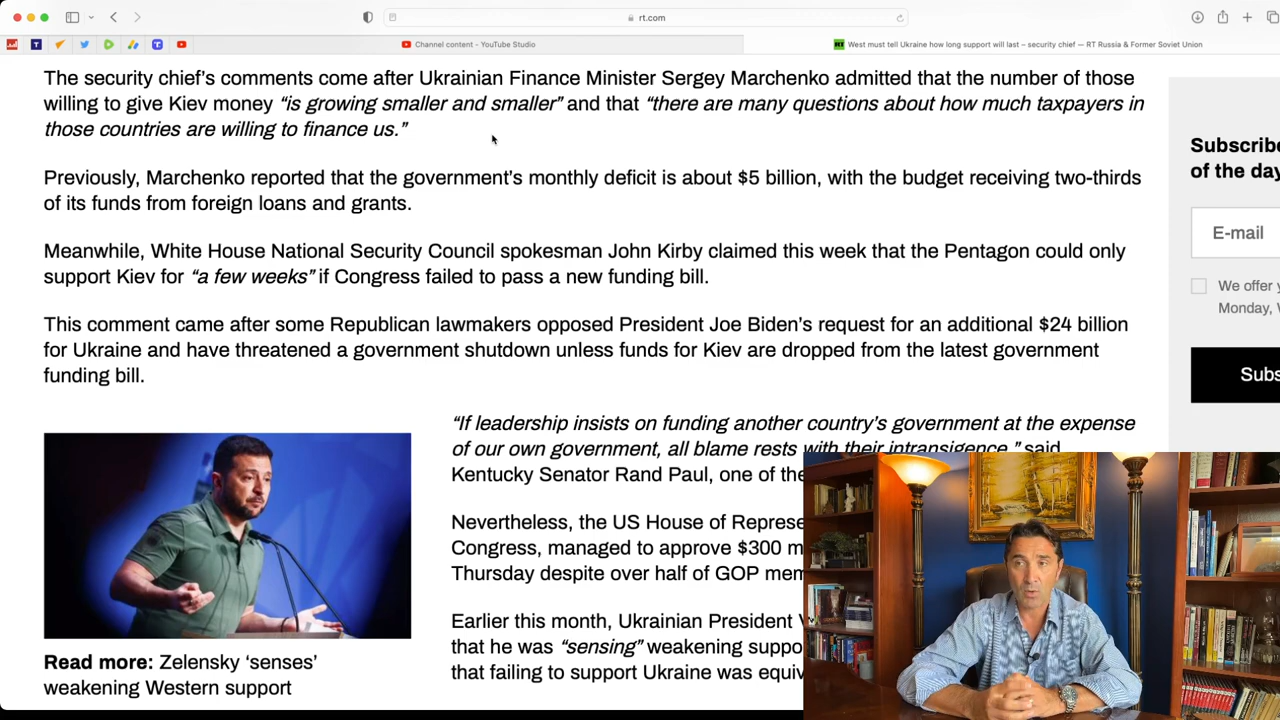 rt.com
Channel content - YouTube Studio
West must tell Ukraine how long support will last – security chief — RT Russia & Former Soviet Union
The security chief’s comments come after Ukrainian Finance Minister Sergey Marchenko admitted that the number of those
willing to give Kiev money “is growing smaller and smaller” and that “there are many questions about how much taxpayers in
those countries are willing to finance us.”
Previously, Marchenko reported that the government’s monthly deficit is about $5 billion, with the budget receiving two-thirds
of its funds from foreign loans and grants.
Meanwhile, White House National Security Council spokesman John Kirby claimed this week that the Pentagon could only
support Kiev for “a few weeks” if Congress failed to pass a new funding bill.
This comment came after some Republican lawmakers opposed President Joe Biden’s request for an additional $24 billion
for Ukraine and have threatened a government shutdown unless funds for Kiev are dropped from the latest government
funding bill.
“If leadership insists on funding another country’s government at the expense
of our own government, all blame rests with their intransigence,” said
Kentucky Senator Rand Paul, one of the
Nevertheless, the US House of Represe
Congress, managed to approve $300 m
Thursday despite over half of GOP mem
Earlier this month, Ukrainian President V
that he was “sensing” weakening suppo
that failing to support Ukraine was equiv
Read more: Zelensky ‘senses’
weakening Western support
Subscribe
of the day
E-mail
We offer y
Monday, W
Subs